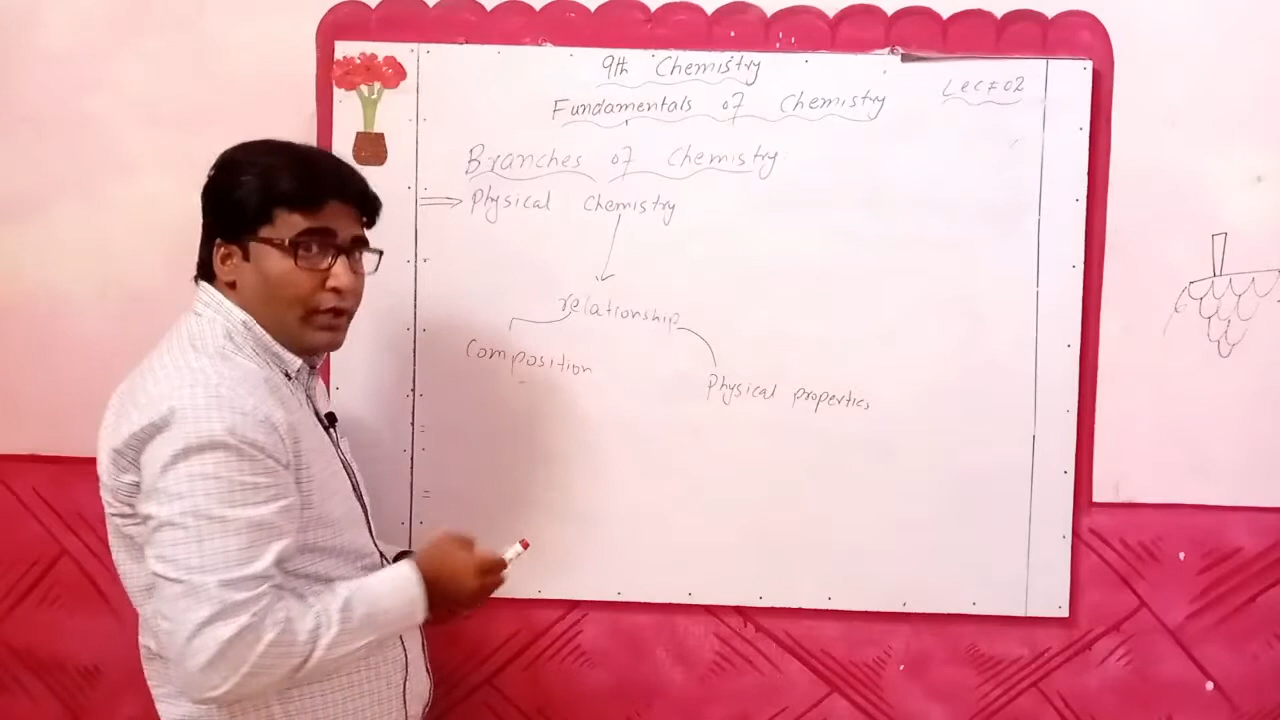 9th Chemistry
Lec # 02
Fundamentals of Chemistry
Branches of Chemistry
Physical Chemistry
relationship
Composition
Physical properties